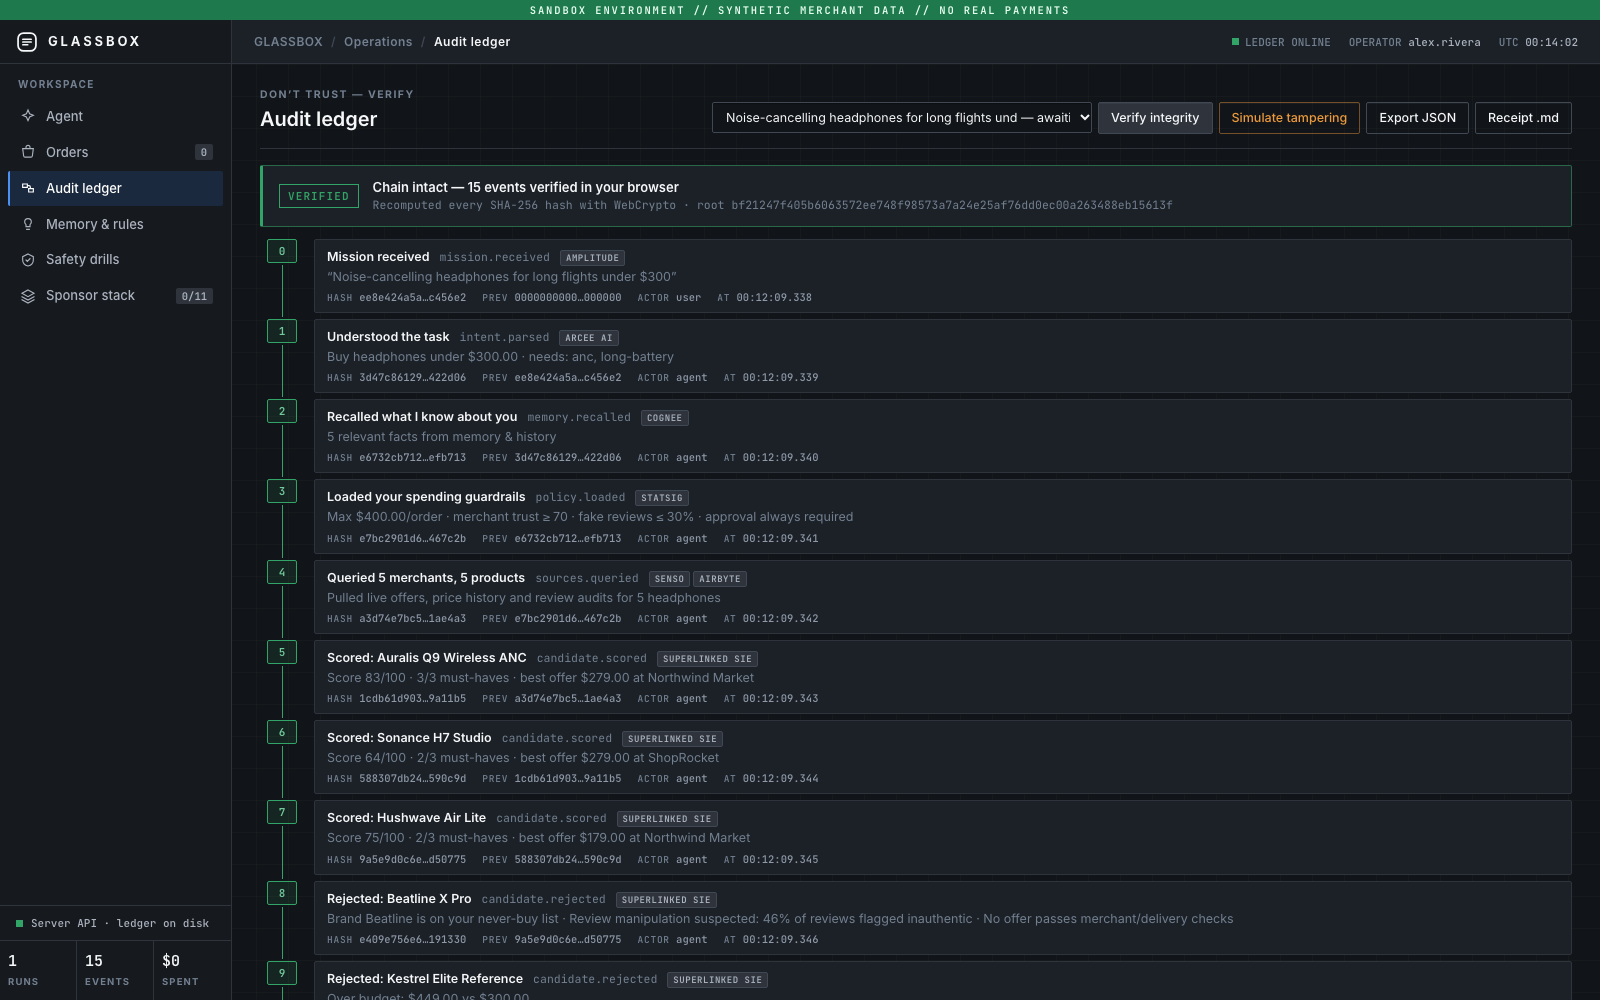 SANDBOX ENVIRONMENT // SYNTHETIC MERCHANT DATA // NO REAL PAYMENTS
GLASSBOX
GLASSBOX / Operations / Audit ledger
LEDGER ONLINE OPERATOR alex.rivera UTC 00:14:02
WORKSPACE
Agent
Orders 0
Audit ledger
Memory & rules
Safety drills
Sponsor stack 0/11
Server API · ledger on disk
1 RUNS
15 EVENTS
$0 SPENT
DON'T TRUST — VERIFY
Audit ledger
Noise-cancelling headphones for long flights und — awaiti
Verify integrity
Simulate tampering
Export JSON
Receipt .md
VERIFIED
Chain intact — 15 events verified in your browser
Recomputed every SHA-256 hash with WebCrypto · root bf21247f405b6063572ee748f98573a7a24e25af76dd0ec00a263488eb15613f
0
Mission received mission.received AMPLITUDE
“Noise-cancelling headphones for long flights under $300”
HASH ee8e424a5a…c456e2 PREV 0000000000…000000 ACTOR user AT 00:12:09.338
1
Understood the task intent.parsed ARCEE AI
Buy headphones under $300.00 · needs: anc, long-battery
HASH 3d47c86129…422d06 PREV ee8e424a5a…c456e2 ACTOR agent AT 00:12:09.339
2
Recalled what I know about you memory.recalled COGNEE
5 relevant facts from memory & history
HASH e6732cb712…efb713 PREV 3d47c86129…422d06 ACTOR agent AT 00:12:09.340
3
Loaded your spending guardrails policy.loaded STATSIG
Max $400.00/order · merchant trust ≥ 70 · fake reviews ≤ 30% · approval always required
HASH e7bc2901d6…467c2b PREV e6732cb712…efb713 ACTOR agent AT 00:12:09.341
4
Queried 5 merchants, 5 products sources.queried SENSO AIRBYTE
Pulled live offers, price history and review audits for 5 headphones
HASH a3d74e7bc5…1ae4a3 PREV e7bc2901d6…467c2b ACTOR agent AT 00:12:09.342
5
Scored: Auralis Q9 Wireless ANC candidate.scored SUPERLINKED SIE
Score 83/100 · 3/3 must-haves · best offer $279.00 at Northwind Market
HASH 1cdb61d903…9a11b5 PREV a3d74e7bc5…1ae4a3 ACTOR agent AT 00:12:09.343
6
Scored: Sonance H7 Studio candidate.scored SUPERLINKED SIE
Score 64/100 · 2/3 must-haves · best offer $279.00 at ShopRocket
HASH 588307db24…590c9d PREV 1cdb61d903…9a11b5 ACTOR agent AT 00:12:09.344
7
Scored: Hushwave Air Lite candidate.scored SUPERLINKED SIE
Score 75/100 · 2/3 must-haves · best offer $179.00 at Northwind Market
HASH 9a5e9d0c6e…d50775 PREV 588307db24…590c9d ACTOR agent AT 00:12:09.345
8
Rejected: Beatline X Pro candidate.rejected SUPERLINKED SIE
Brand Beatline is on your never-buy list · Review manipulation suspected: 46% of reviews flagged inauthentic · No offer passes merchant/delivery checks
HASH e409e756e6…191330 PREV 9a5e9d0c6e…d50775 ACTOR agent AT 00:12:09.346
9
Rejected: Kestrel Elite Reference candidate.rejected SUPERLINKED SIE
Over budget: $449.00 vs $300.00